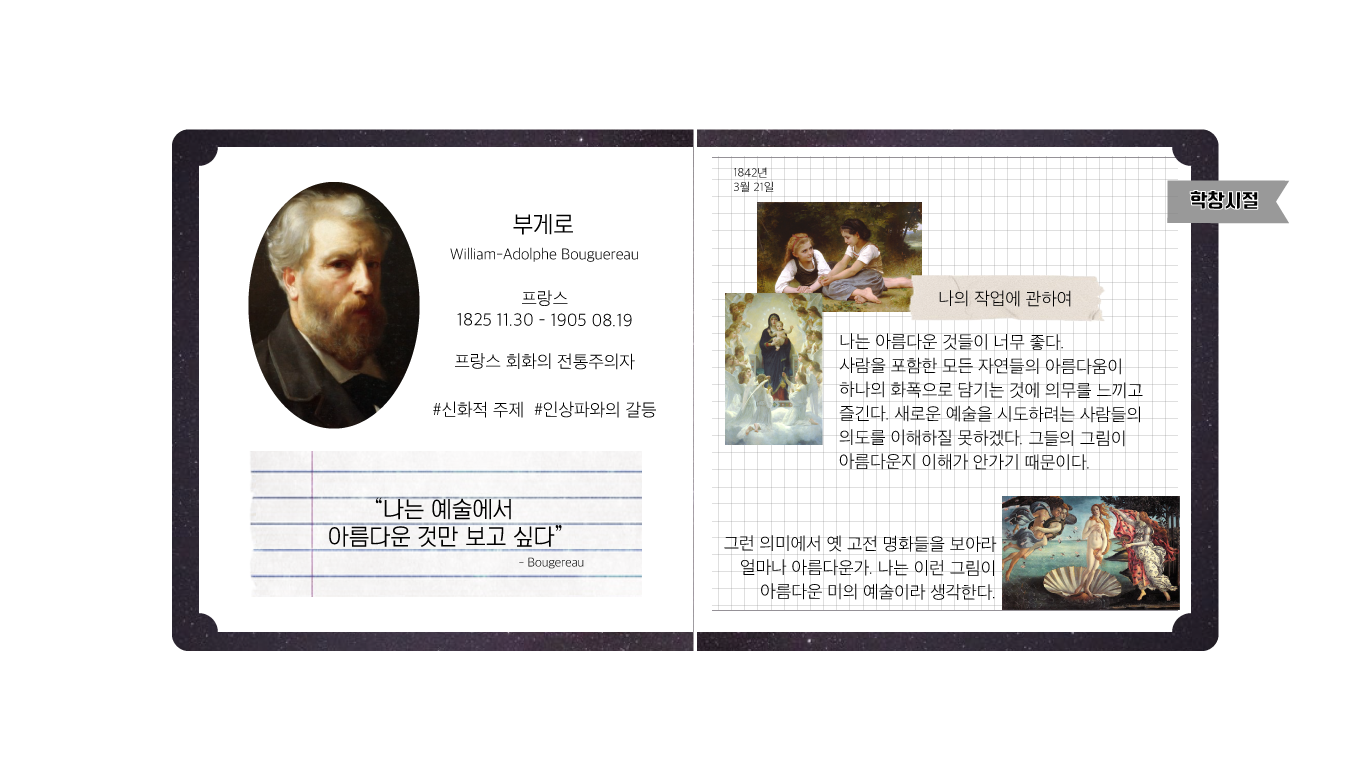 부게로
William-Adolphe Bouguereau
프랑스
1825 11.30 - 1905 08.19
프랑스 회화의 전통주의자
#신화적 주제 #인상파와의 갈등
“나는 예술에서
아름다운 것만 보고 싶다”
- Bougereau
1842년
3월 21일
학창시절
나의 작업에 관하여
나는 아름다운 것들이 너무 좋다.
사람을 포함한 모든 자연들의 아름다움이
하나의 화폭으로 담기는 것에 의무를 느끼고
즐긴다. 새로운 예술을 시도하려는 사람들의
의도를 이해하질 못하겠다. 그들의 그림이
아름다운지 이해가 안가기 때문이다.
그런 의미에서 옛 고전 명화들을 보아라
얼마나 아름다운가. 나는 이런 그림이
아름다운 미의 예술이라 생각한다.